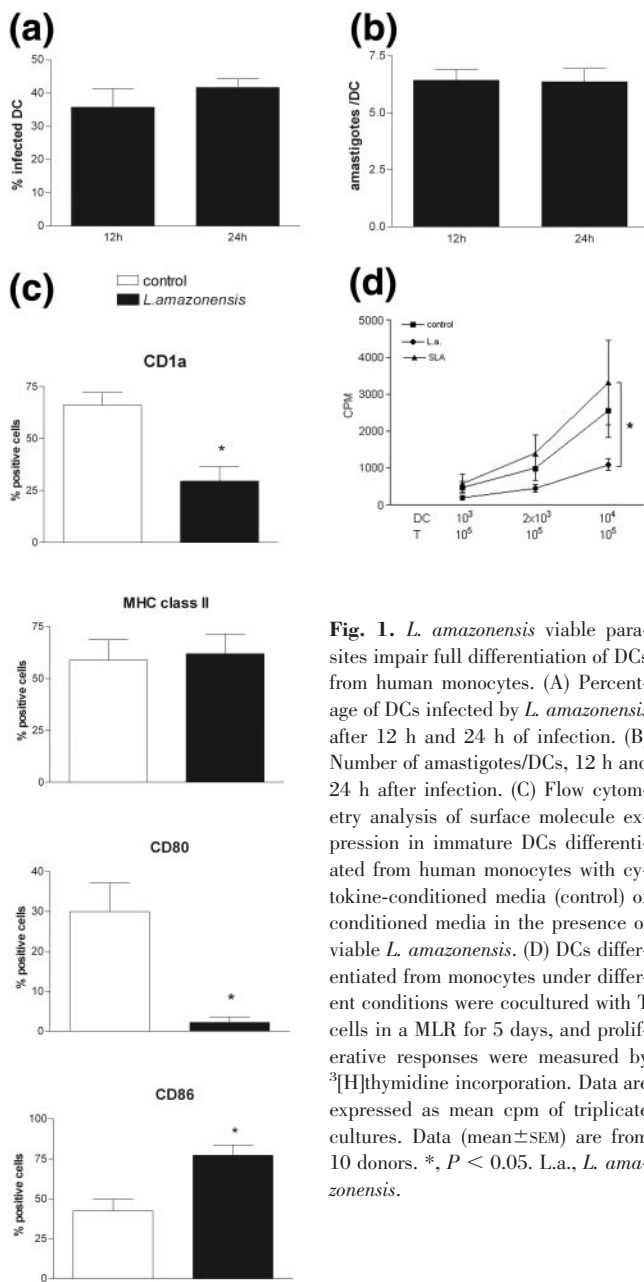 (a)
50
40
30
20
10
0
% infected DC
12h 24h
(b)
7.5
5.0
2.5
0.0
amastigotes /DC
12h 24h
(c)
control
L.amazonensis
CD1a
75
50
25
0
% positive cells
*
MHC class II
75
50
25
0
% positive cells
CD80
40
30
20
10
0
% positive cells
*
CD86
100
75
50
25
0
% positive cells
*
(d)
control
L.a.
SLA
5000
4000
3000
2000
1000
0
CPM
*
DC 10³ 2x10³ 10⁴
T 10⁵ 10⁵ 10⁵
Fig. 1. L. amazonensis viable para-
sites impair full differentiation of DCs
from human monocytes. (A) Percent-
age of DCs infected by L. amazonensis
after 12 h and 24 h of infection. (B)
Number of amastigotes/DCs, 12 h and
24 h after infection. (C) Flow cytom-
etry analysis of surface molecule ex-
pression in immature DCs differenti-
ated from human monocytes with cy-
tokine-conditioned media (control) or
conditioned media in the presence of
viable L. amazonensis. (D) DCs differ-
entiated from monocytes under differ-
ent conditions were cocultured with T
cells in a MLR for 5 days, and prolif-
erative responses were measured by
³[H]thymidine incorporation. Data are
expressed as mean cpm of triplicate
cultures. Data (mean±SEM) are from
10 donors. *, P < 0.05. L.a., L. ama-
zonensis.